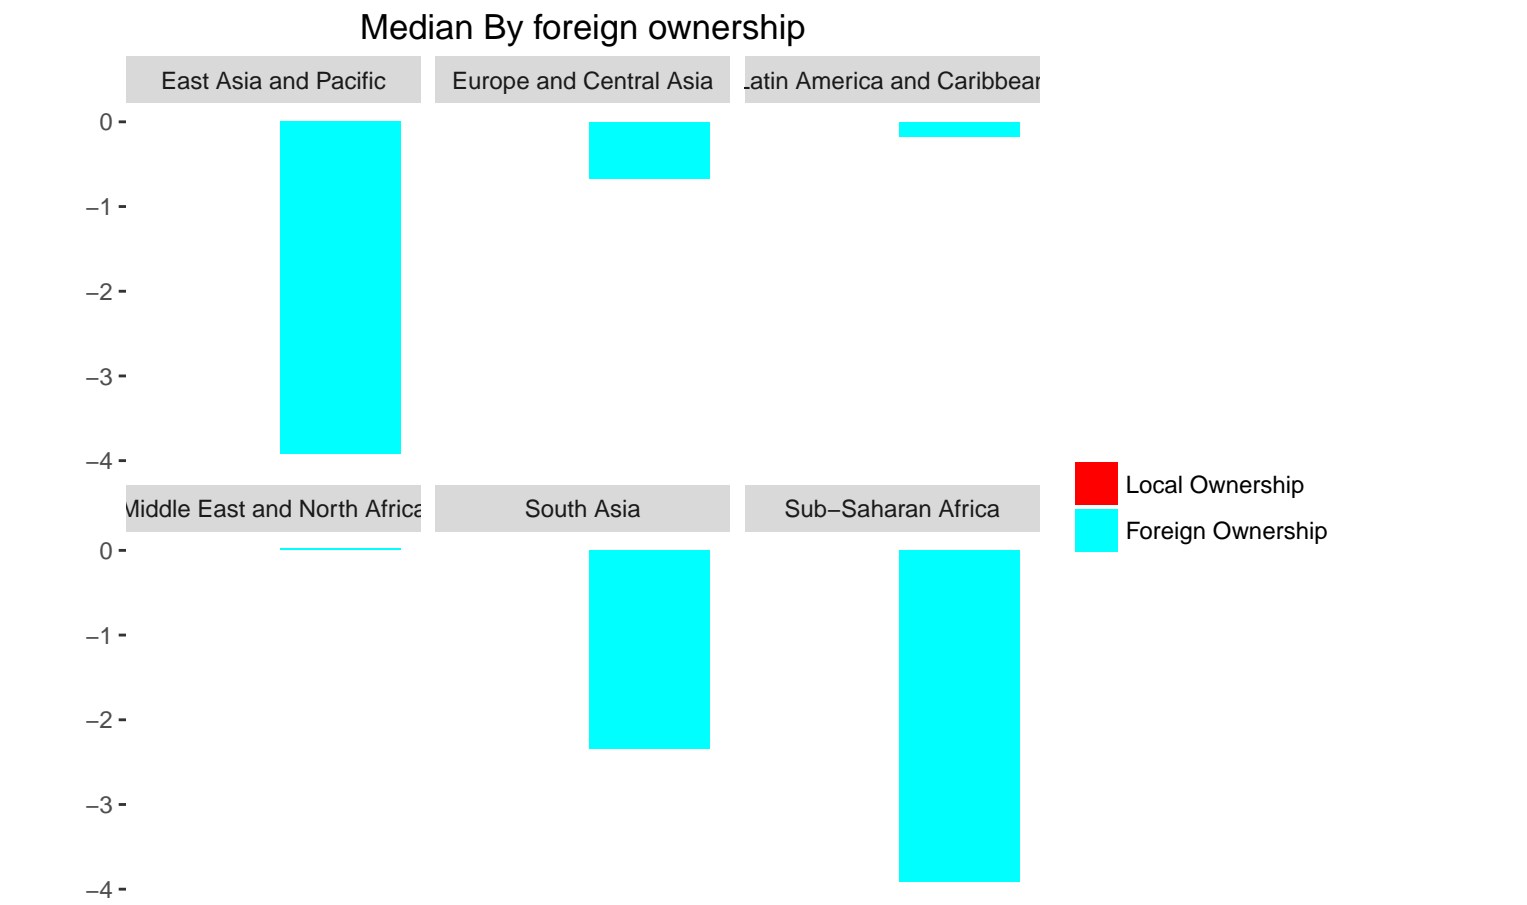 Median By foreign ownership
East Asia and Pacific
Europe and Central Asia
Latin America and Caribbean
0
−1
−2
−3
−4
Middle East and North Africa
South Asia
Sub−Saharan Africa
0
−1
−2
−3
−4
Local Ownership
Foreign Ownership